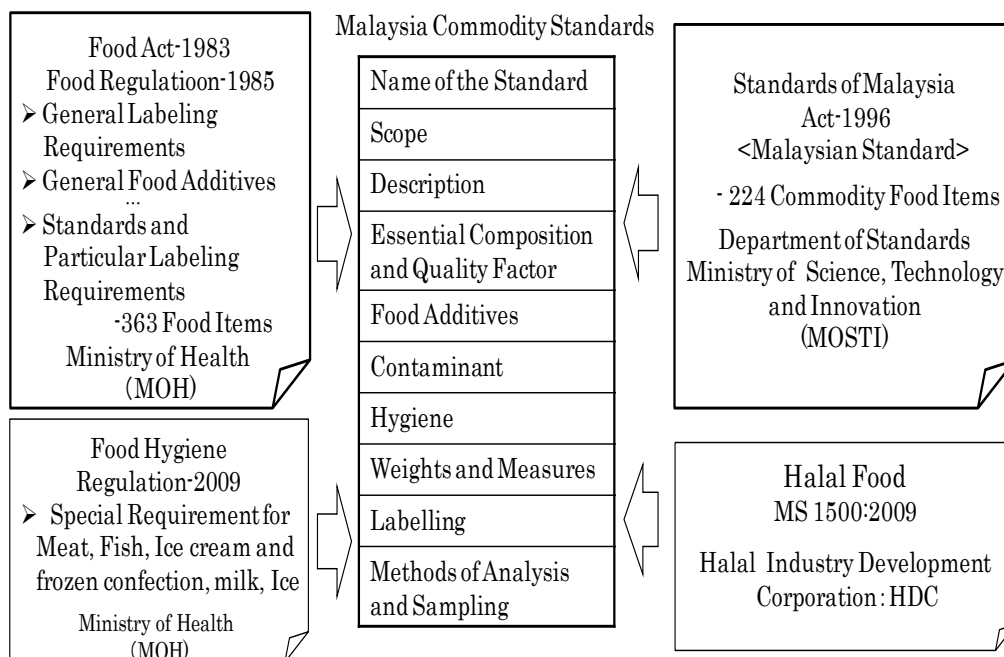 Food Act-1983
Food Regulatioon-1985
➢ General Labeling
Requirements
➢ General Food Additives
...
➢ Standards and
Particular Labeling
Requirements
-363 Food Items
Ministry of Health
(MOH)
Food Hygiene
Regulation-2009
➢ Special Requirement for
Meat, Fish, Ice cream and
frozen confection, milk, Ice
Ministry of Health
(MOH)
Malaysia Commodity Standards
Name of the Standard
Scope
Description
Essential Composition
and Quality Factor
Food Additives
Contaminant
Hygiene
Weights and Measures
Labelling
Methods of Analysis
and Sampling
Standards of Malaysia
Act-1996
<Malaysian Standard>
- 224 Commodity Food Items
Department of Standards
Ministry of Science, Technology
and Innovation
(MOSTI)
Halal Food
MS 1500:2009
Halal Industry Development
Corporation : HDC